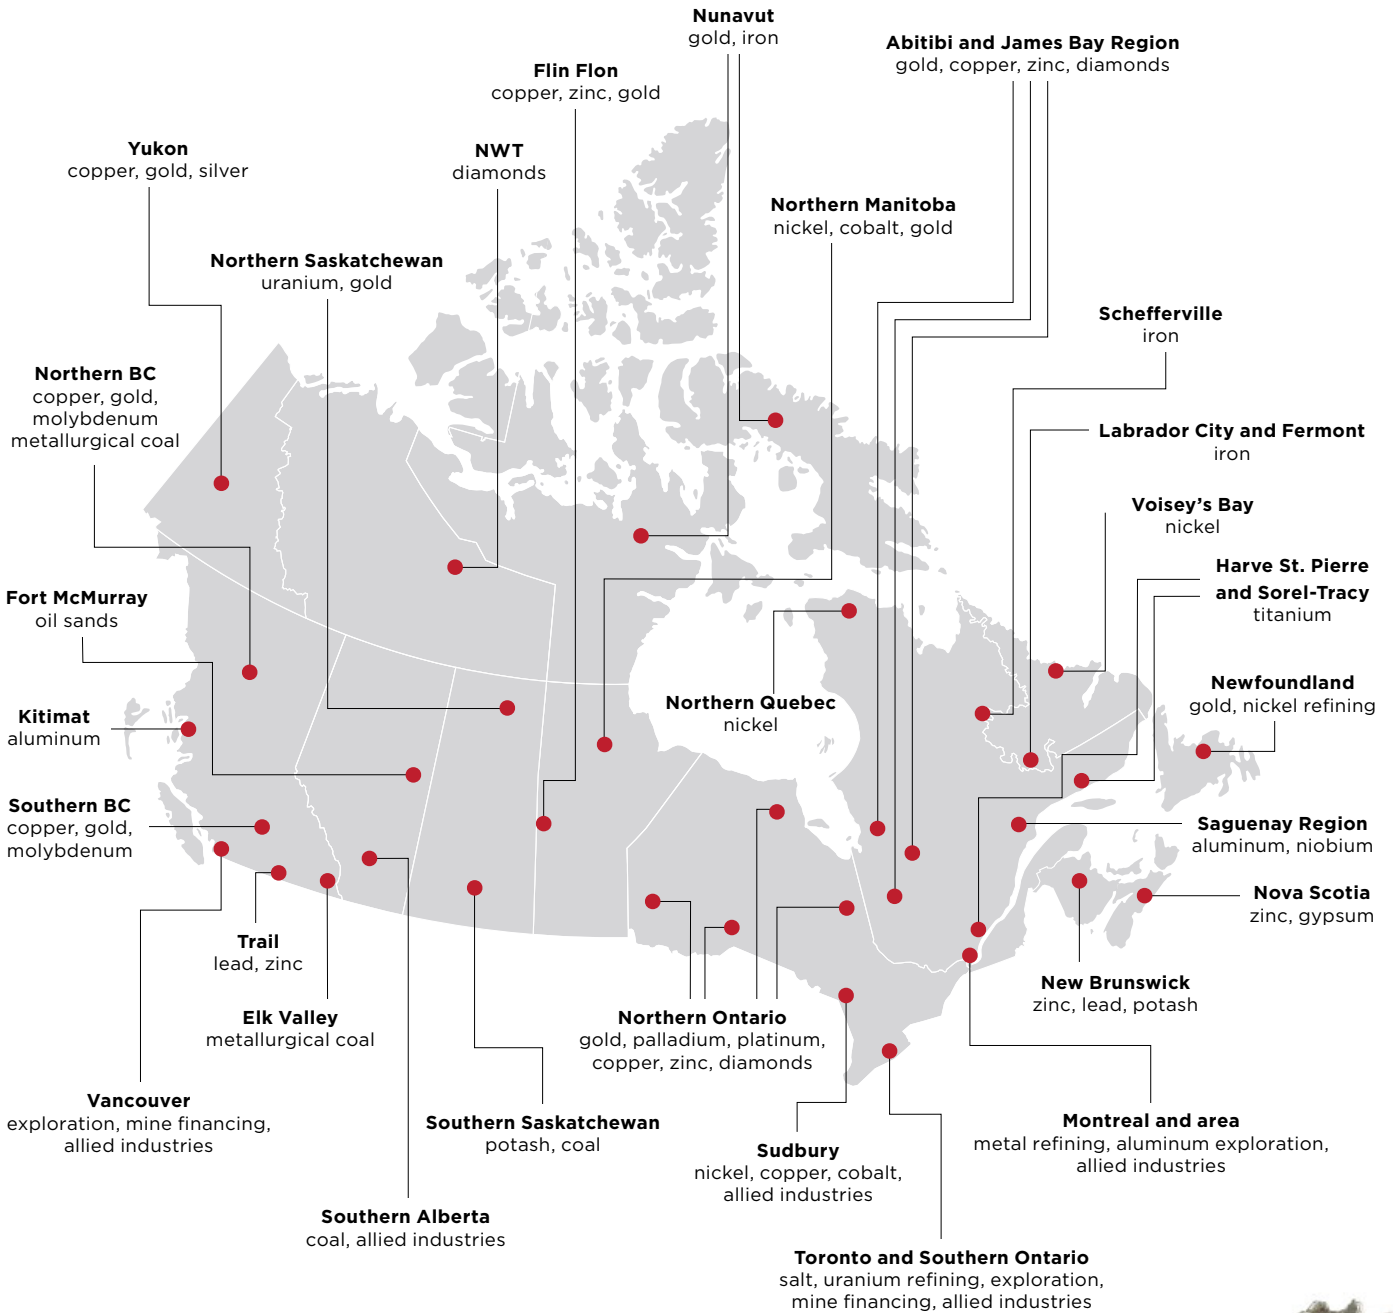 Nunavut
gold, iron
Abitibi and James Bay Region
gold, copper, zinc, diamonds
Flin Flon
copper, zinc, gold
Yukon
copper, gold, silver
NWT
diamonds
Northern Manitoba
nickel, cobalt, gold
Northern Saskatchewan
uranium, gold
Schefferville
iron
Northern BC
copper, gold,
molybdenum
metallurgical coal
Labrador City and Fermont
iron
Voisey's Bay
nickel
Harve St. Pierre
and Sorel-Tracy
titanium
Fort McMurray
oil sands
Northern Quebec
nickel
Newfoundland
gold, nickel refining
Kitimat
aluminum
Southern BC
copper, gold,
molybdenum
Saguenay Region
aluminum, niobium
Nova Scotia
zinc, gypsum
Trail
lead, zinc
New Brunswick
zinc, lead, potash
Elk Valley
metallurgical coal
Northern Ontario
gold, palladium, platinum,
copper, zinc, diamonds
Vancouver
exploration, mine financing,
allied industries
Southern Saskatchewan
potash, coal
Sudbury
nickel, copper, cobalt,
allied industries
Montreal and area
metal refining, aluminum exploration,
allied industries
Southern Alberta
coal, allied industries
Toronto and Southern Ontario
salt, uranium refining, exploration,
mine financing, allied industries